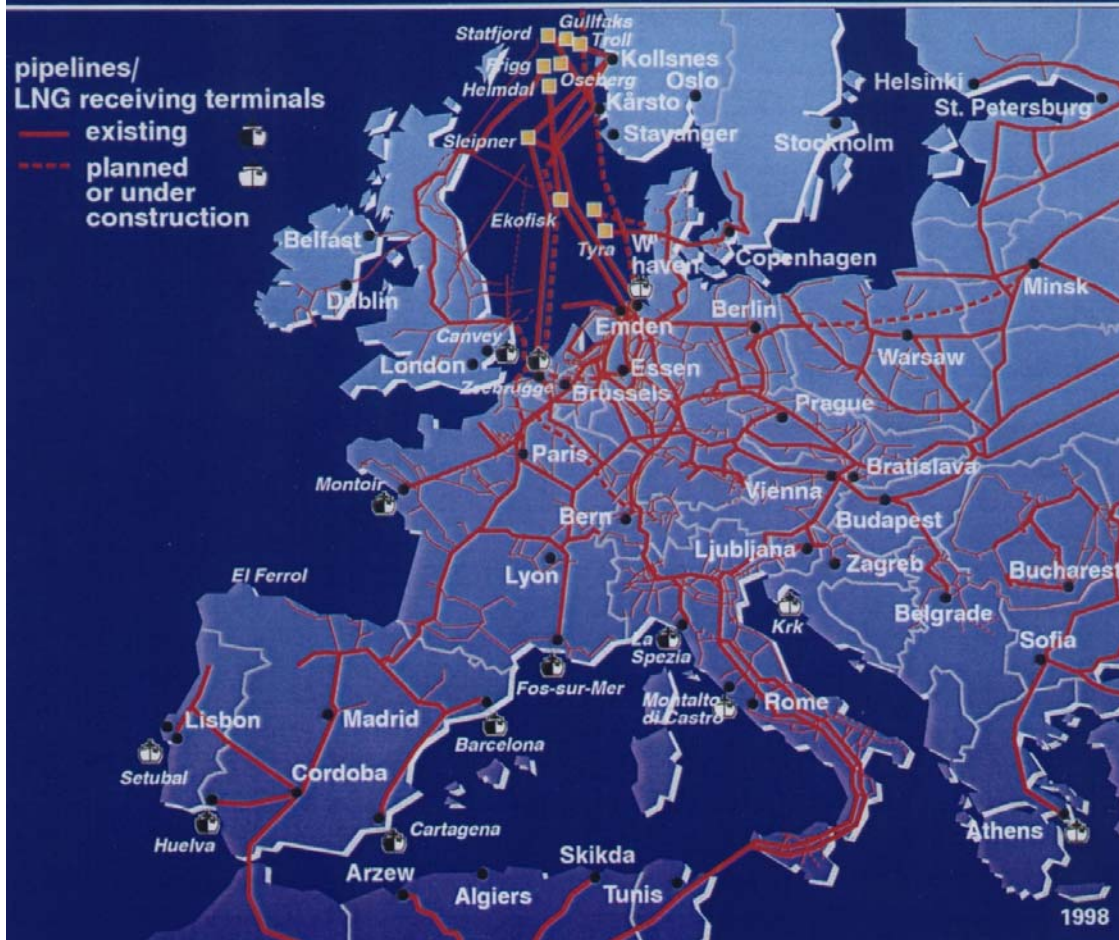 pipelines/
LNG receiving terminals
existing
planned
or under
construction
Statfjord
Gullfaks
Troll
Frigg
Oseberg
Heimdal
Kollsnes
Oslo
Kårsto
Stavanger
Helsinki
St. Petersburg
Stockholm
Sleipner
Ekofisk
Tyra
W'
haven
Copenhagen
Belfast
Dublin
Minsk
Berlin
Emden
Warsaw
Canvey
London
Zeebrugge
Brussels
Essen
Prague
Paris
Montoir
Bratislava
Vienna
Budapest
Bern
Ljubljana
Zagreb
Lyon
Bucharest
Belgrade
El Ferrol
Krk
Sofia
La
Spezia
Fos-sur-Mer
Montalto
di Castro
Rome
Lisbon
Madrid
Barcelona
Setubal
Cordoba
Huelva
Cartagena
Athens
Arzew
Algiers
Skikda
Tunis
1998